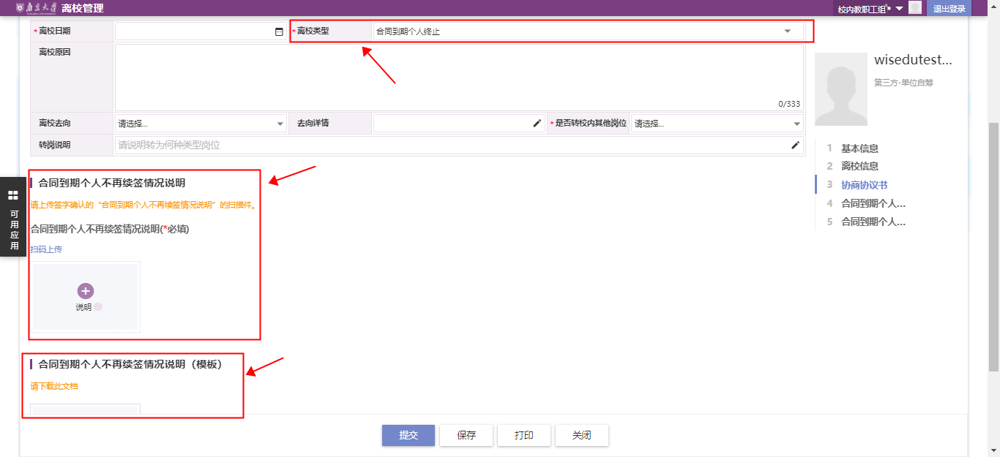 南京大学 离校管理
校内教职工组 退出登录
*离校日期 *离校类型 合同到期个人终止
离校原因
0/333
离校去向 请选择... 去向详情 *是否转校内其他岗位 请选择...
转岗说明 请说明转为何种类型岗位
wisedutest...
第三方-单位自筹
1 基本信息
2 离校信息
3 协商协议书
4 合同到期个人...
5 合同到期个人...
可用应用
合同到期个人不再续签情况说明
请上传签字确认的“合同到期个人不再续签情况说明”的扫描件。
合同到期个人不再续签情况说明(*必填)
扫码上传
说明
合同到期个人不再续签情况说明（模板）
请下载此文档
提交 保存 打印 关闭